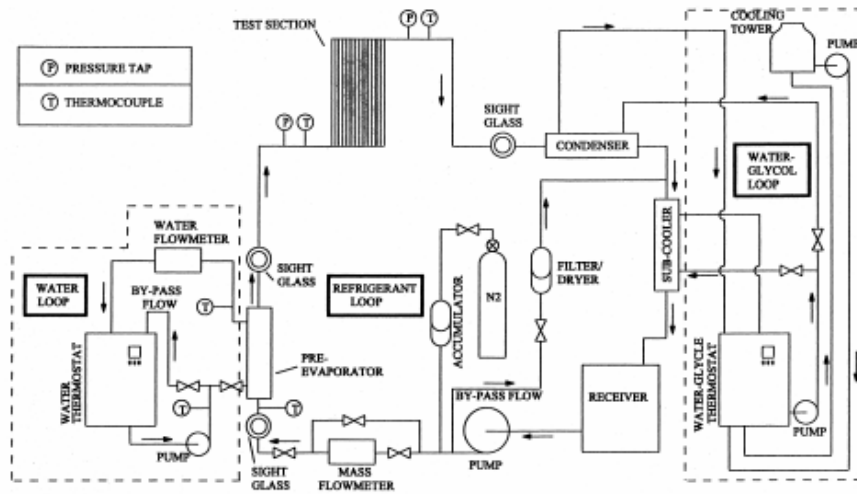 P PRESSURE TAP
T THERMOCOUPLE
TEST SECTION
P T
P T
SIGHT
GLASS
CONDENSER
COOLING
TOWER
PUMP
WATER-
GLYCOL
LOOP
SUB-COOLER
WATER
FLOWMETER
WATER
LOOP
BY-PASS
FLOW
T
SIGHT
GLASS
REFRIGERANT
LOOP
ACCUMULATOR
N2
FILTER/
DRYER
WATER
THERMOSTAT
T
PUMP
PRE-
EVAPORATOR
T
SIGHT
GLASS
MASS
FLOWMETER
BY-PASS FLOW
PUMP
RECEIVER
WATER-GLYCLE
THERMOSTAT
PUMP